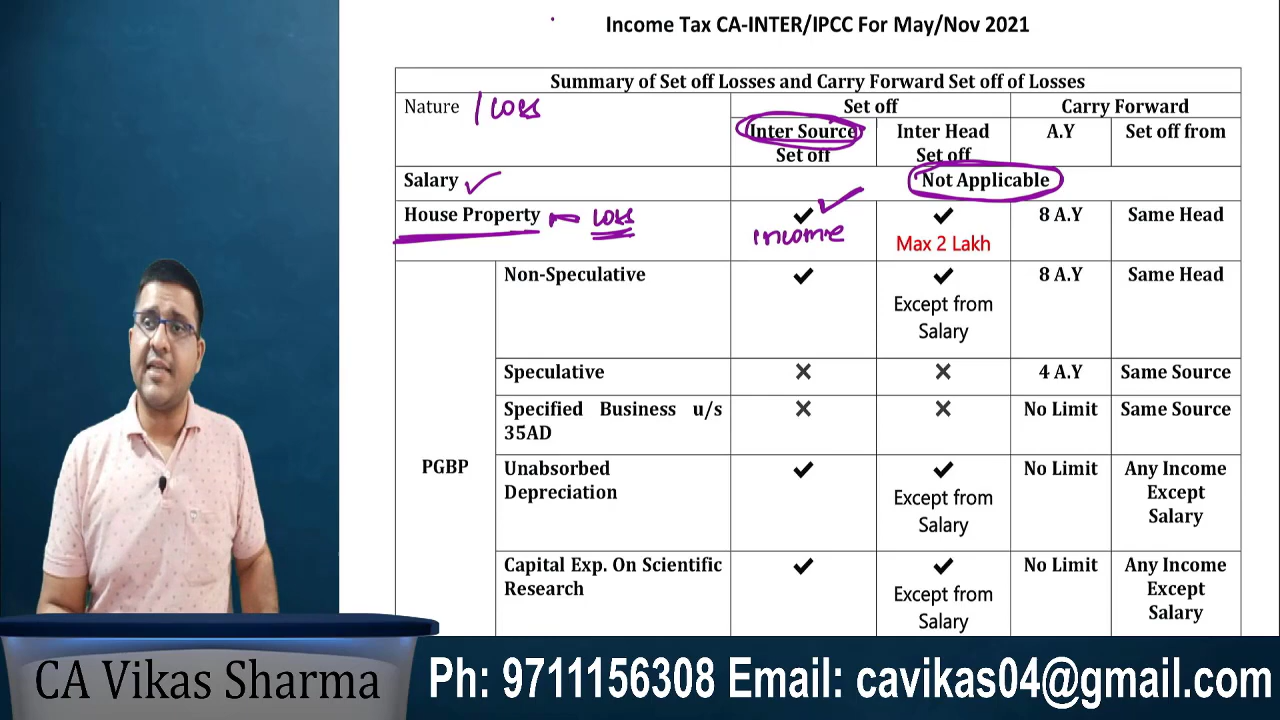 Income Tax CA-INTER/IPCC For May/Nov 2021
Summary of Set off Losses and Carry Forward Set off of Losses
Nature / Loss
Set off
Carry Forward
Inter Source Set off
Inter Head Set off
A.Y
Set off from
Salary
Not Applicable
House Property
Loss
Income
Max 2 Lakh
8 A.Y
Same Head
PGBP
Non-Speculative
Except from Salary
8 A.Y
Same Head
Speculative
4 A.Y
Same Source
Specified Business u/s 35AD
No Limit
Same Source
Unabsorbed Depreciation
Except from Salary
No Limit
Any Income Except Salary
Capital Exp. On Scientific Research
Except from Salary
No Limit
Any Income Except Salary
CA Vikas Sharma
Ph: 9711156308 Email: cavikas04@gmail.com